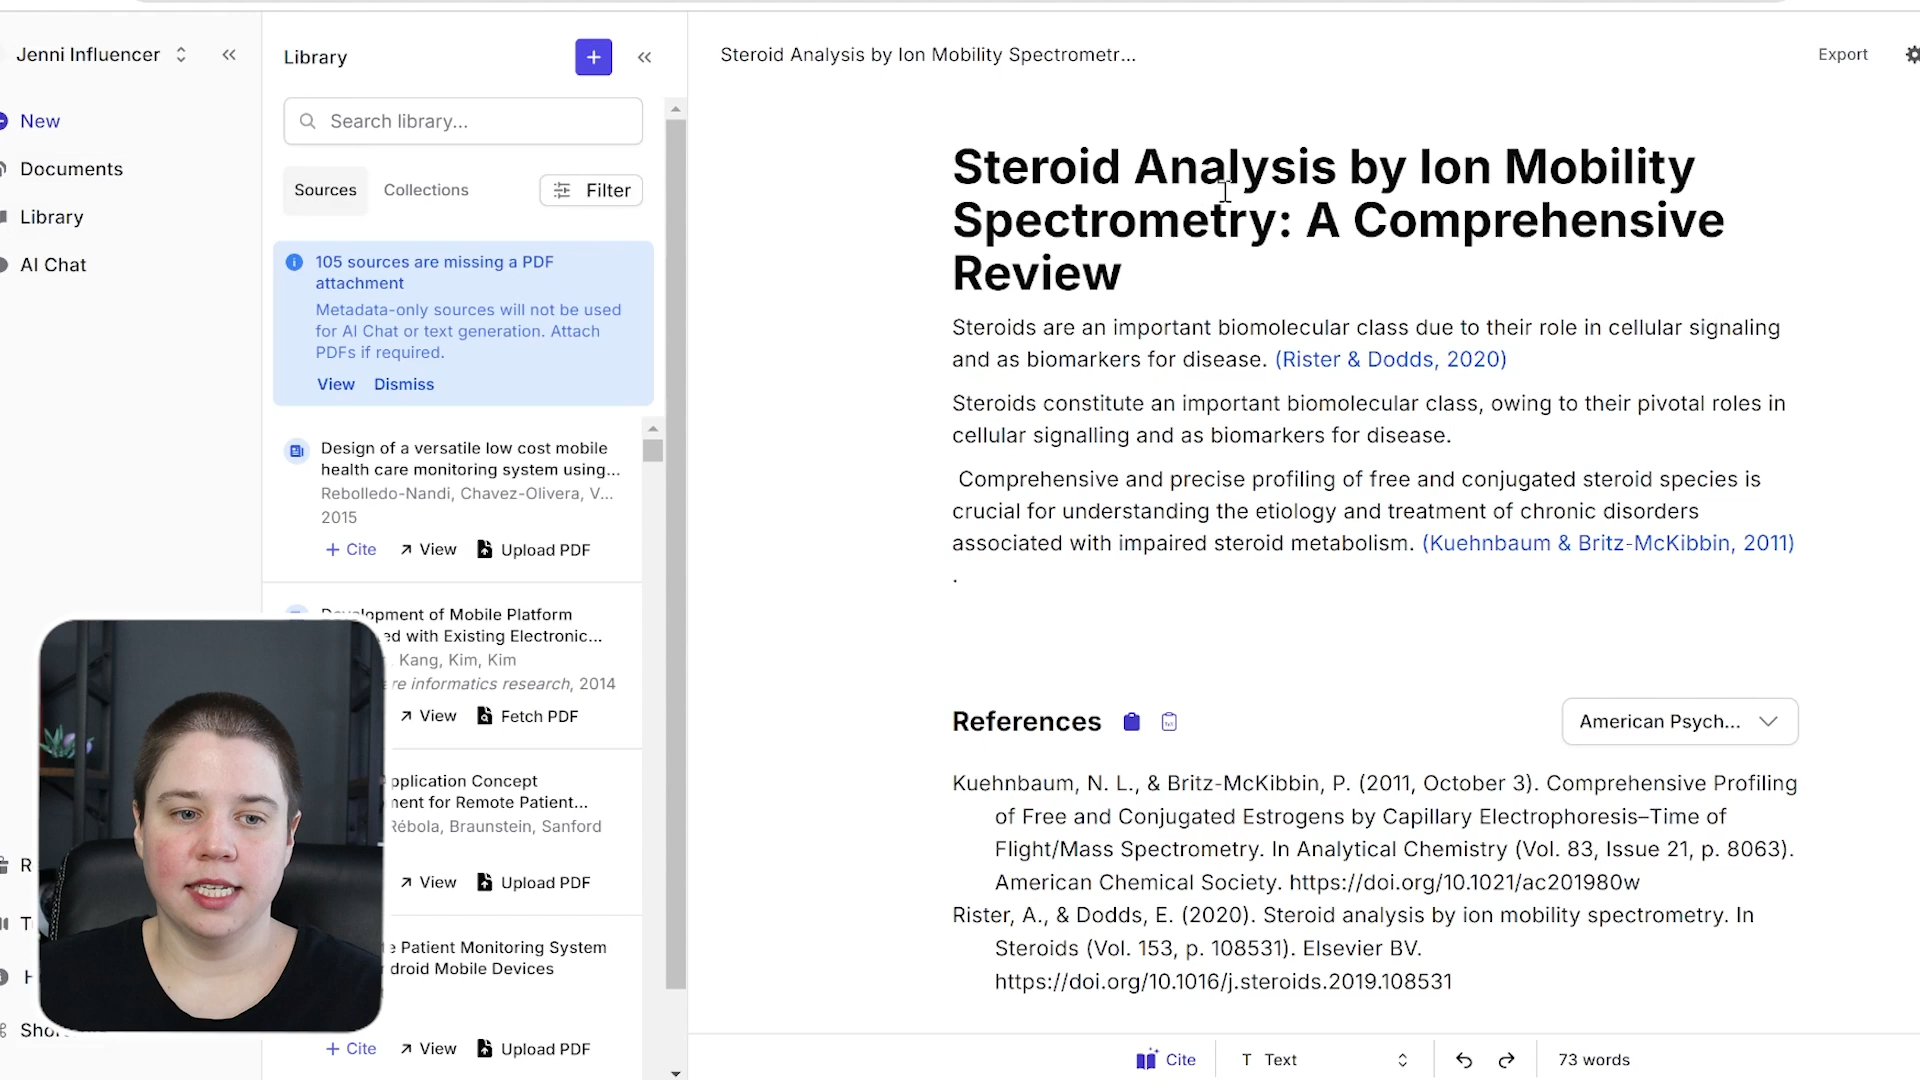 Jenni Influencer
New
Documents
Library
AI Chat
Library
Search library...
Sources
Collections
Filter
105 sources are missing a PDF
attachment
Metadata-only sources will not be used
for AI Chat or text generation. Attach
PDFs if required.
View Dismiss
Design of a versatile low cost mobile
health care monitoring system using...
Rebolledo-Nandi, Chavez-Olivera, V...
2015
+ Cite View Upload PDF
Development of Mobile Platform
with Existing Electronic...
Kang, Kim, Kim
informatics research, 2014
View Fetch PDF
Concept
for Remote Patient...
Rébola, Braunstein, Sanford
View Upload PDF
Patient Monitoring System
Mobile Devices
+ Cite View Upload PDF
Steroid Analysis by Ion Mobility Spectrometr...
Export
Steroid Analysis by Ion Mobility
Spectrometry: A Comprehensive
Review
Steroids are an important biomolecular class due to their role in cellular signaling
and as biomarkers for disease. (Rister & Dodds, 2020)
Steroids constitute an important biomolecular class, owing to their pivotal roles in
cellular signalling and as biomarkers for disease.
Comprehensive and precise profiling of free and conjugated steroid species is
crucial for understanding the etiology and treatment of chronic disorders
associated with impaired steroid metabolism. (Kuehnbaum & Britz-McKibbin, 2011)
.
References
American Psych...
Kuehnbaum, N. L., & Britz-McKibbin, P. (2011, October 3). Comprehensive Profiling
of Free and Conjugated Estrogens by Capillary Electrophoresis–Time of
Flight/Mass Spectrometry. In Analytical Chemistry (Vol. 83, Issue 21, p. 8063).
American Chemical Society. https://doi.org/10.1021/ac201980w
Rister, A., & Dodds, E. (2020). Steroid analysis by ion mobility spectrometry. In
Steroids (Vol. 153, p. 108531). Elsevier BV.
https://doi.org/10.1016/j.steroids.2019.108531
Cite
T Text
73 words